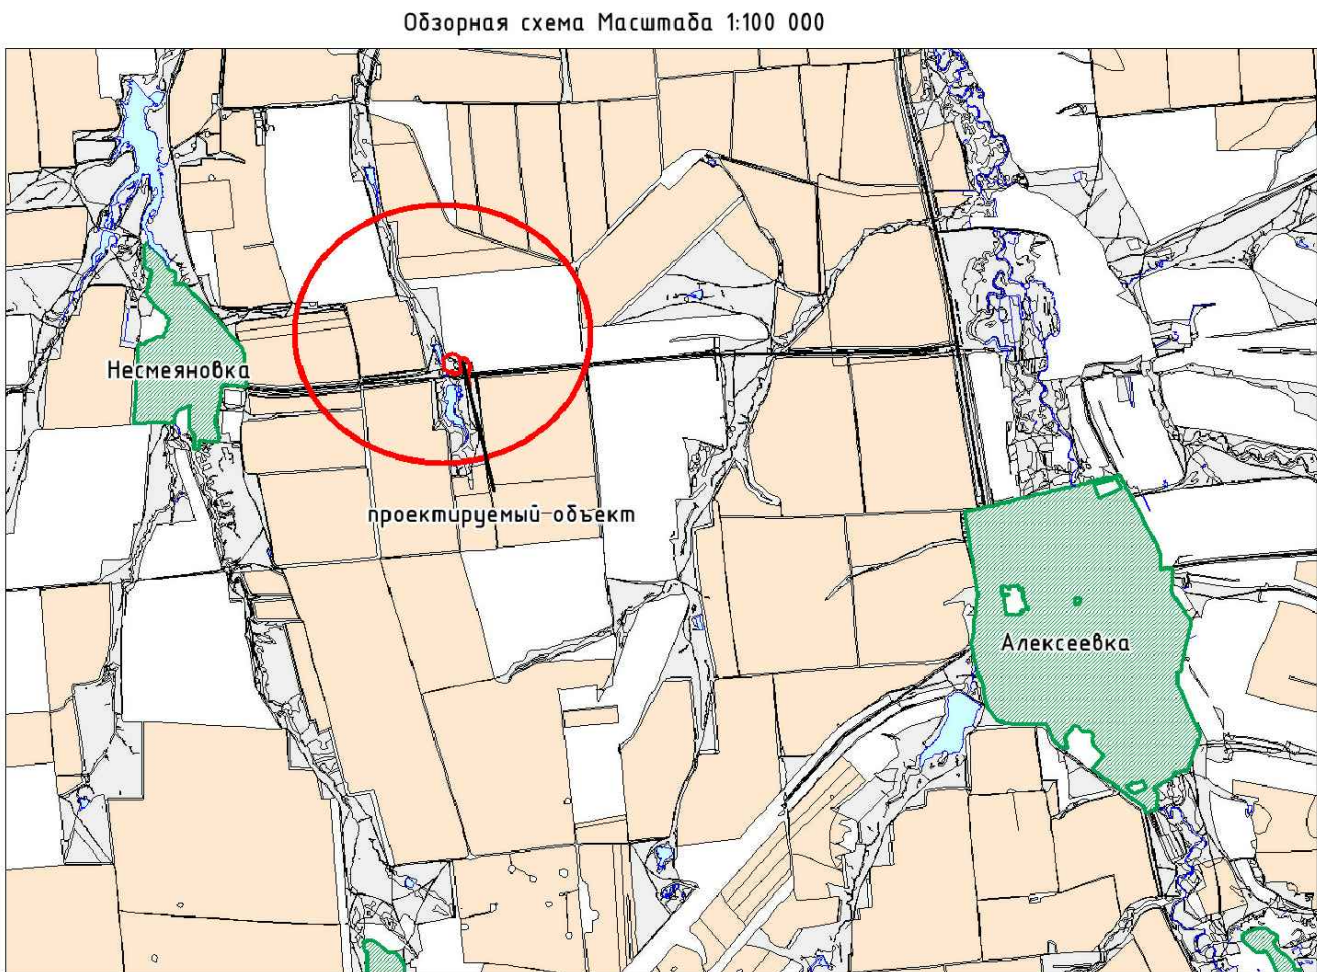 Обзорная схема Масштаба 1:100 000
Несмеяновка
проектируемый объект
Алексеевка